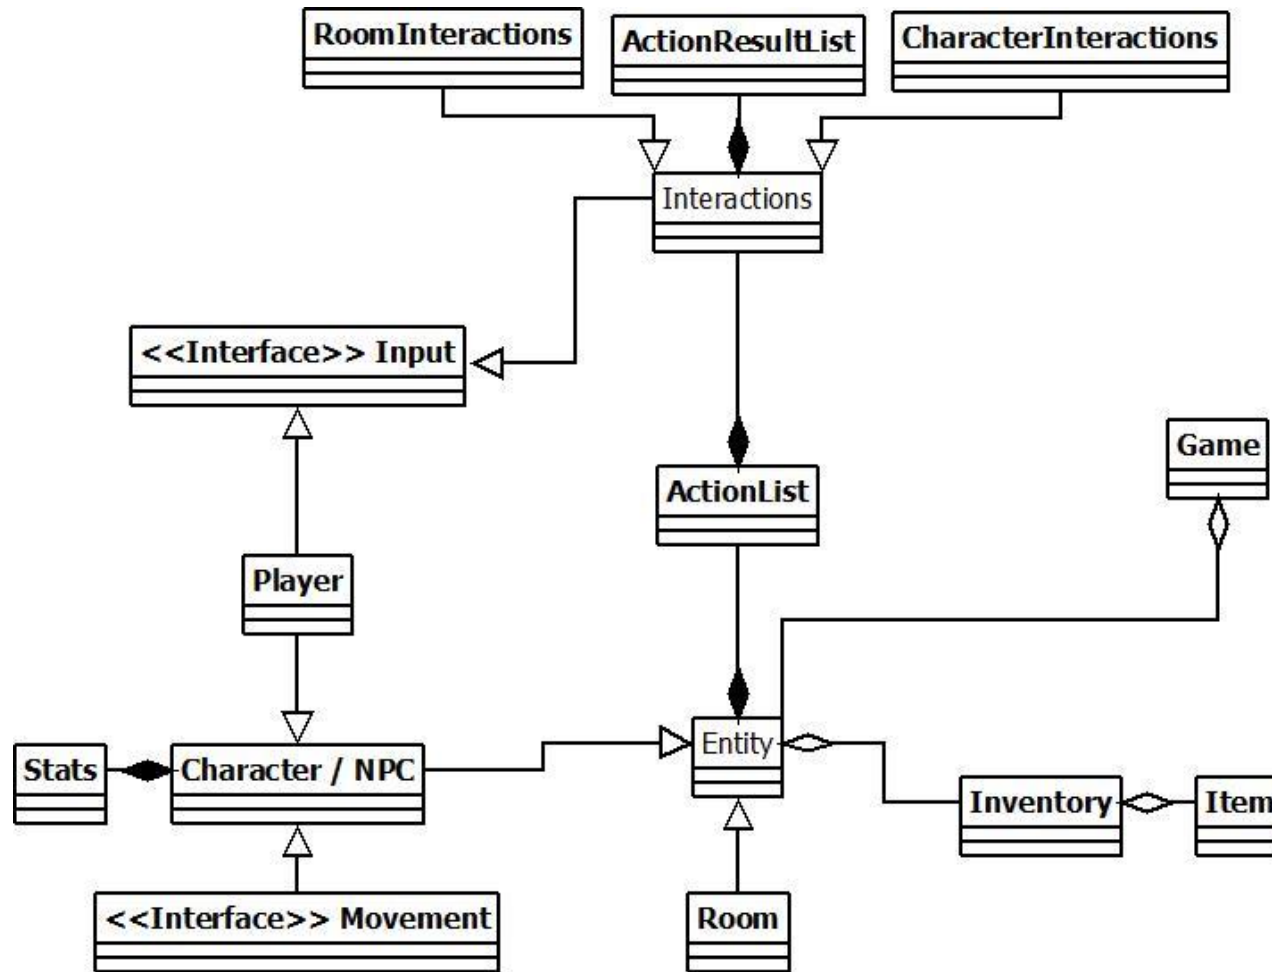 RoomInteractions
ActionResultList
CharacterInteractions
Interactions
<<Interface>> Input
Game
ActionList
Player
Stats
Character / NPC
Entity
Inventory
Item
<<Interface>> Movement
Room